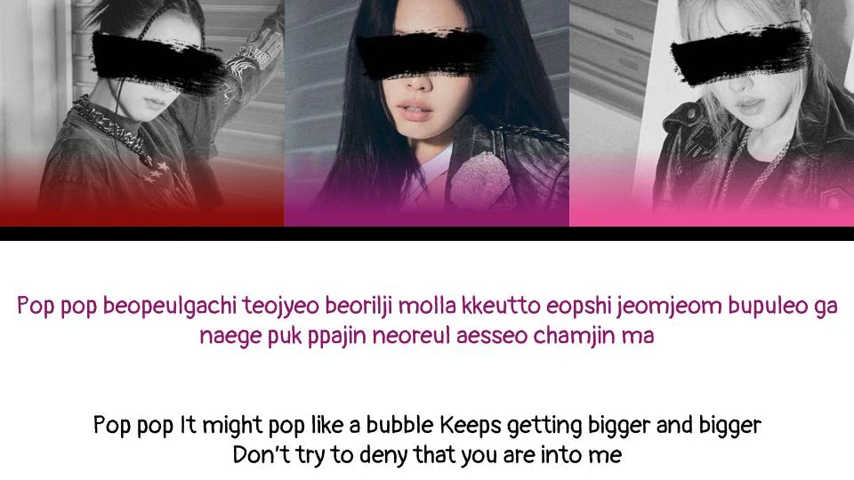 Pop pop beopeulgachi teojyeo beorilji molla kkeutto eopshi jeomjeom bupuleo ga
naege puk ppajin neoreul aesseo chamjin ma
Pop pop It might pop like a bubble Keeps getting bigger and bigger
Don't try to deny that you are into me